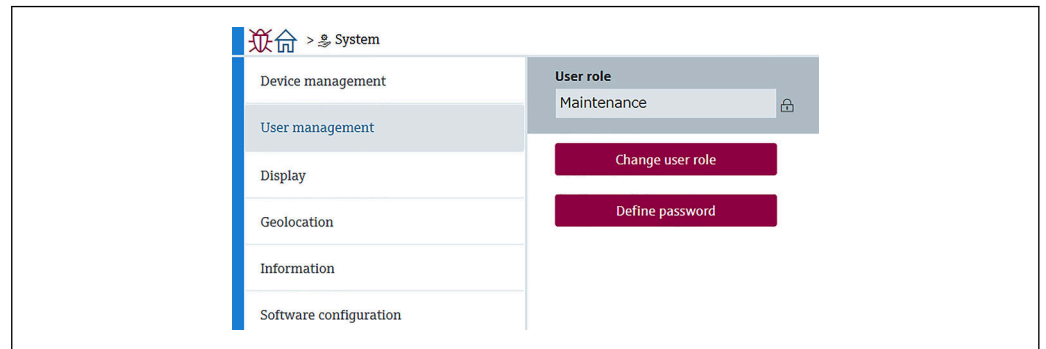 > System
Device management
User management
Display
Geolocation
Information
Software configuration
User role
Maintenance
Change user role
Define password